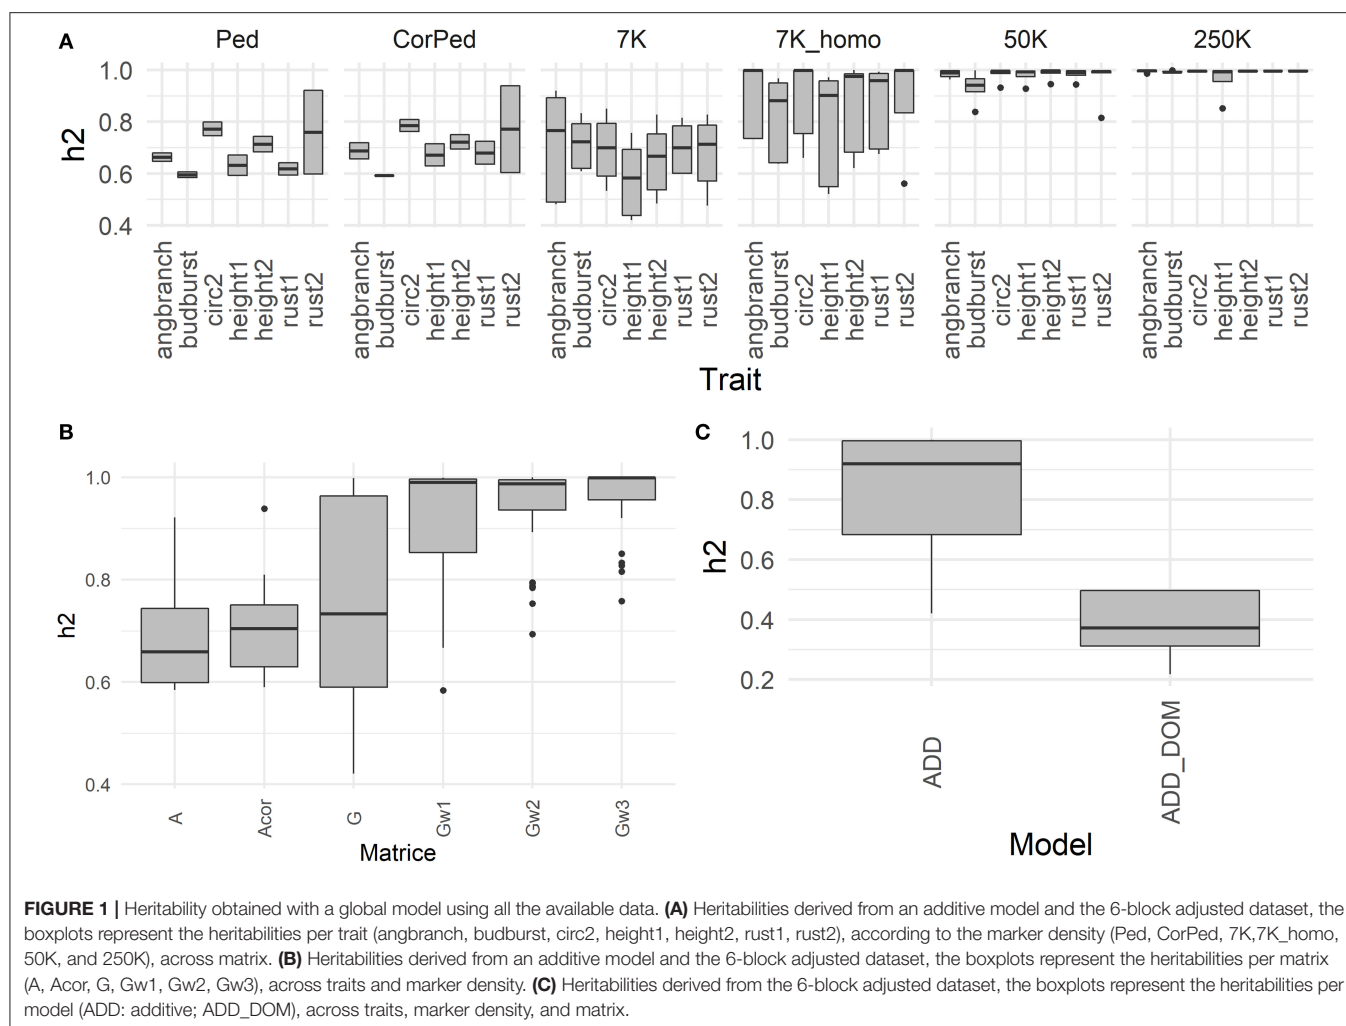 A
Ped CorPed 7K 7K_homo 50K 250K
1.0
0.8
0.6
0.4
h2
angbranch budburst circ2 height1 height2 rust1 rust2 angbranch budburst circ2 height1 height2 rust1 rust2 angbranch budburst circ2 height1 height2 rust1 rust2 angbranch budburst circ2 height1 height2 rust1 rust2 angbranch budburst circ2 height1 height2 rust1 rust2 angbranch budburst circ2 height1 height2 rust1 rust2
Trait
B
1.0
0.8
0.6
0.4
h2
A Acor G Gw1 Gw2 Gw3
Matrice
C
1.0
0.8
0.6
0.4
0.2
h2
ADD ADD_DOM
Model
FIGURE 1 | Heritability obtained with a global model using all the available data. (A) Heritabilities derived from an additive model and the 6-block adjusted dataset, the
boxplots represent the heritabilities per trait (angbranch, budburst, circ2, height1, height2, rust1, rust2), according to the marker density (Ped, CorPed, 7K,7K_homo,
50K, and 250K), across matrix. (B) Heritabilities derived from an additive model and the 6-block adjusted dataset, the boxplots represent the heritabilities per matrix
(A, Acor, G, Gw1, Gw2, Gw3), across traits and marker density. (C) Heritabilities derived from the 6-block adjusted dataset, the boxplots represent the heritabilities per
model (ADD: additive; ADD_DOM), across traits, marker density, and matrix.